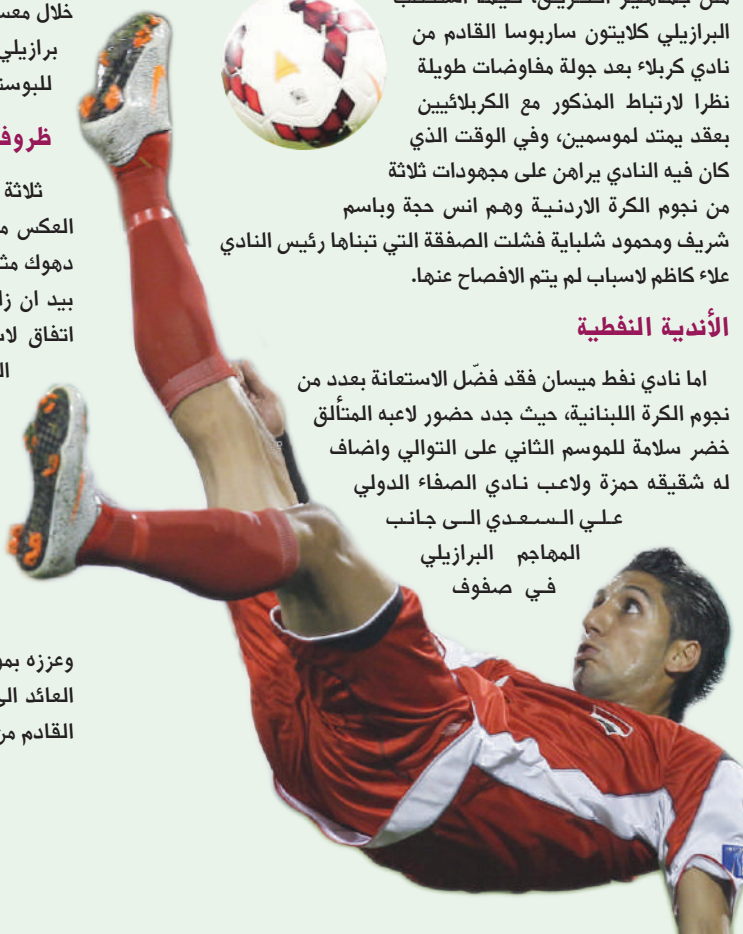 البرازيلي كلايتون ساربوسا القادم من
نادي كربلاء بعد جولة مفاوضات طويلة
نظرا لارتباط المذكور مع الكربلائيين
بعقد يمتد لموسمين، وفي الوقت الذي
كان فيه النادي يراهن على مجهودات ثلاثة
من نجوم الكرة الاردنية وهم انس حجة وباسم
شريف ومحمود شلباية فشلت الصفقة التي تبناها رئيس النادي
علاء كاظم لاسباب لم يتم الافصاح عنها.
الأندية النفطية
اما نادي نفط ميسان فقد فضّل الاستعانة بعدد من
نجوم الكرة اللبنانية، حيث جدد حضور لاعبه المتألق
خضر سلامة للموسم الثاني على التوالي واضاف
له شقيقه حمزة ولاعب نادي الصفاء الدولي
علي السعدي الى جانب
المهاجم البرازيلي
في صفوف
خلال
برازيلي
ثلاثة
العكس
دهوك
بيد ان
اتفاق
وعززه
العائد
القادم